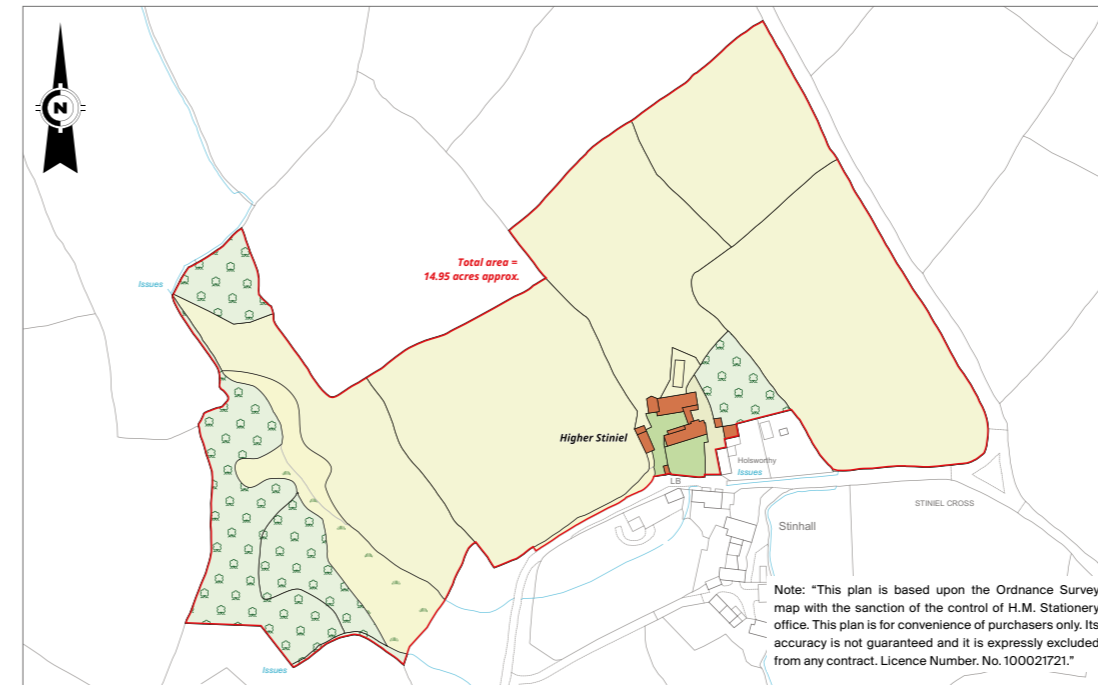 N
Total area =
14.95 acres approx.
Issues
Higher Stiniel
Holsworthy
Issues
LB
STINIEL CROSS
Stinhall
Note: “This plan is based upon the Ordnance Survey
map with the sanction of the control of H.M. Stationery
office. This plan is for convenience of purchasers only. Its
accuracy is not guaranteed and it is expressly excluded
from any contract. Licence Number. No. 100021721.”
Issues